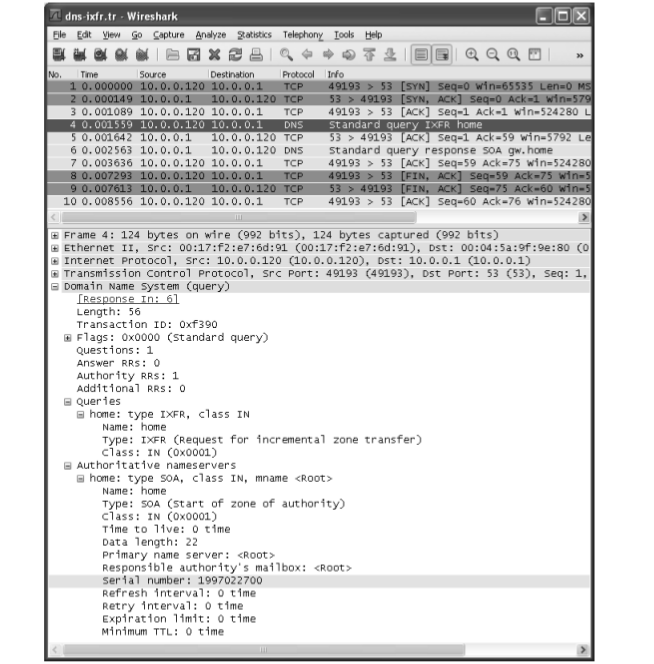 dns-ixfr.tr - Wireshark
File Edit View Go Capture Analyze Statistics Telephony Tools Help
No. Time Source Destination Protocol Info
1 0.000000 10.0.0.120 10.0.0.1 TCP 49193 > 53 [SYN] Seq=0 Win=65535 Len=0 MS
2 0.000149 10.0.0.1 10.0.0.120 TCP 53 > 49193 [SYN, ACK] Seq=0 Ack=1 Win=579
3 0.001089 10.0.0.120 10.0.0.1 TCP 49193 > 53 [ACK] Seq=1 Ack=1 Win=524280 L
4 0.001559 10.0.0.120 10.0.0.1 DNS Standard query IXFR home
5 0.001642 10.0.0.1 10.0.0.120 TCP 53 > 49193 [ACK] Seq=1 Ack=59 Win=5792 Le
6 0.002563 10.0.0.1 10.0.0.120 DNS Standard query response SOA gw.home
7 0.003636 10.0.0.120 10.0.0.1 TCP 49193 > 53 [ACK] Seq=59 Ack=75 Win=524280
8 0.007293 10.0.0.120 10.0.0.1 TCP 49193 > 53 [FIN, ACK] Seq=59 Ack=75 Win=5
9 0.007613 10.0.0.1 10.0.0.120 TCP 53 > 49193 [FIN, ACK] Seq=75 Ack=60 Win=5
10 0.008556 10.0.0.120 10.0.0.1 TCP 49193 > 53 [ACK] Seq=60 Ack=76 Win=524280
Frame 4: 124 bytes on wire (992 bits), 124 bytes captured (992 bits)
Ethernet II, Src: 00:17:f2:e7:6d:91 (00:17:f2:e7:6d:91), Dst: 00:04:5a:9f:9e:80 (0
Internet Protocol, Src: 10.0.0.120 (10.0.0.120), Dst: 10.0.0.1 (10.0.0.1)
Transmission Control Protocol, Src Port: 49193 (49193), Dst Port: 53 (53), Seq: 1,
Domain Name System (query)
[Response In: 6]
Length: 56
Transaction ID: 0xf390
Flags: 0x0000 (Standard query)
Questions: 1
Answer RRs: 0
Authority RRs: 1
Additional RRs: 0
Queries
home: type IXFR, class IN
Name: home
Type: IXFR (Request for incremental zone transfer)
Class: IN (0x0001)
Authoritative nameservers
home: type SOA, class IN, mname <Root>
Name: home
Type: SOA (Start of zone of authority)
Class: IN (0x0001)
Time to live: 0 time
Data length: 22
Primary name server: <Root>
Responsible authority's mailbox: <Root>
Serial number: 1997022700
Refresh interval: 0 time
Retry interval: 0 time
Expiration limit: 0 time
Minimum TTL: 0 time